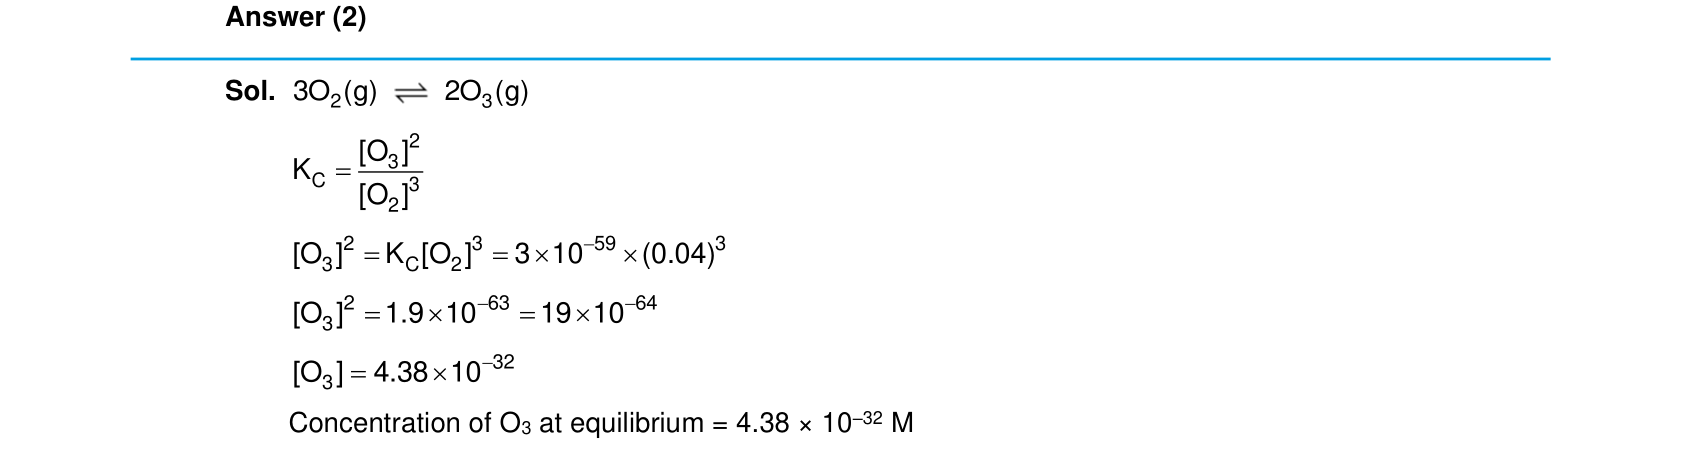 Answer (2)
Sol. 3O₂(g) ⇌ 2O₃(g)
K_C = [O₃]² / [O₂]³
[O₃]² = K_C[O₂]³ = 3 × 10⁻⁵⁹ × (0.04)³
[O₃]² = 1.9 × 10⁻⁶³ = 19 × 10⁻⁶⁴
[O₃] = 4.38 × 10⁻³²
Concentration of O₃ at equilibrium = 4.38 × 10⁻³² M